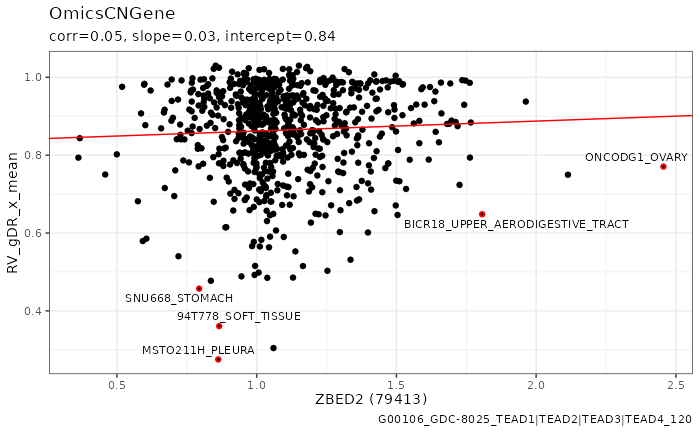 OmicsCNGene
corr=0.05, slope=0.03, intercept=0.84
RV_gDR_x_mean
1.0
0.8
0.6
0.4
ONCODG1_OVARY
BICR18_UPPER_AERODIGESTIVE_TRACT
SNU668_STOMACH
94T778_SOFT_TISSUE
MSTO211H_PLEURA
0.5 1.0 1.5 2.0 2.5
ZBED2 (79413)
G00106_GDC-8025_TEAD1|TEAD2|TEAD3|TEAD4_120